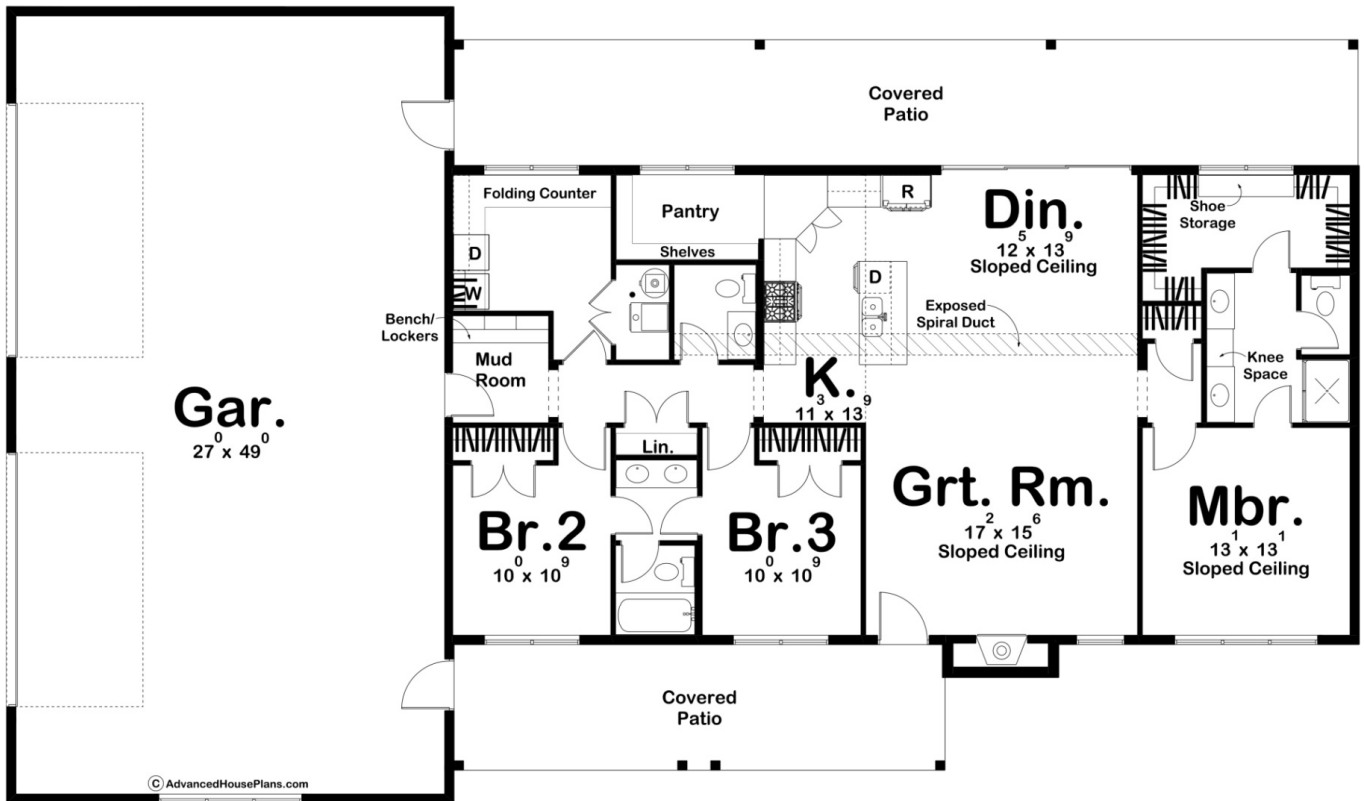 Covered
Patio
Folding Counter
Pantry
Shelves
R
Din.
12⁵ x 13⁹
Sloped Ceiling
Shoe
Storage
D
W
D
Exposed
Spiral Duct
Bench/
Lockers
Mud
Room
Knee
Space
K.
11³ x 13⁹
Gar.
27⁰ x 49⁰
Lin.
Br.2
10⁰ x 10⁹
Br.3
10⁰ x 10⁹
Grt. Rm.
17² x 15⁶
Sloped Ceiling
Mbr.
13¹ x 13¹
Sloped Ceiling
Covered
Patio
© AdvancedHousePlans.com